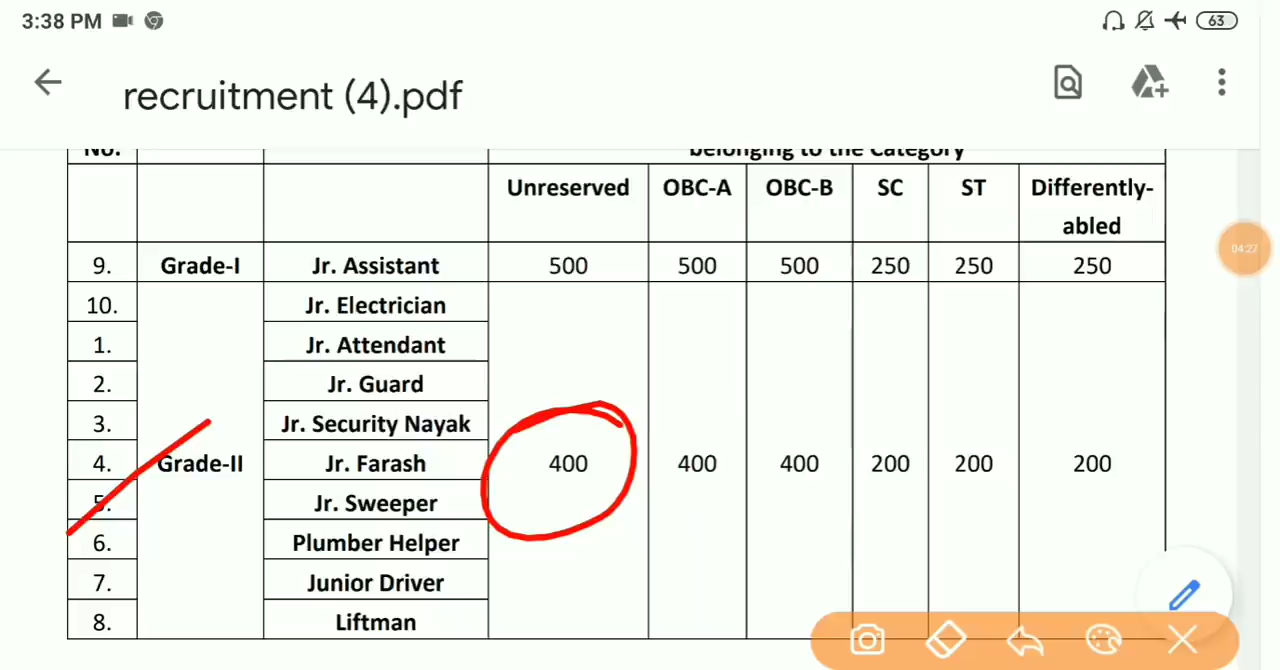 3:38 PM 63
recruitment (4).pdf
No. belonging to the Category
Unreserved OBC-A OBC-B SC ST Differently-
abled
04:27
9. Grade-I Jr. Assistant 500 500 500 250 250 250
10. Jr. Electrician
1. Jr. Attendant
2. Jr. Guard
3. Jr. Security Nayak
4. Grade-II Jr. Farash 400 400 400 200 200 200
5. Jr. Sweeper
6. Plumber Helper
7. Junior Driver
8. Liftman